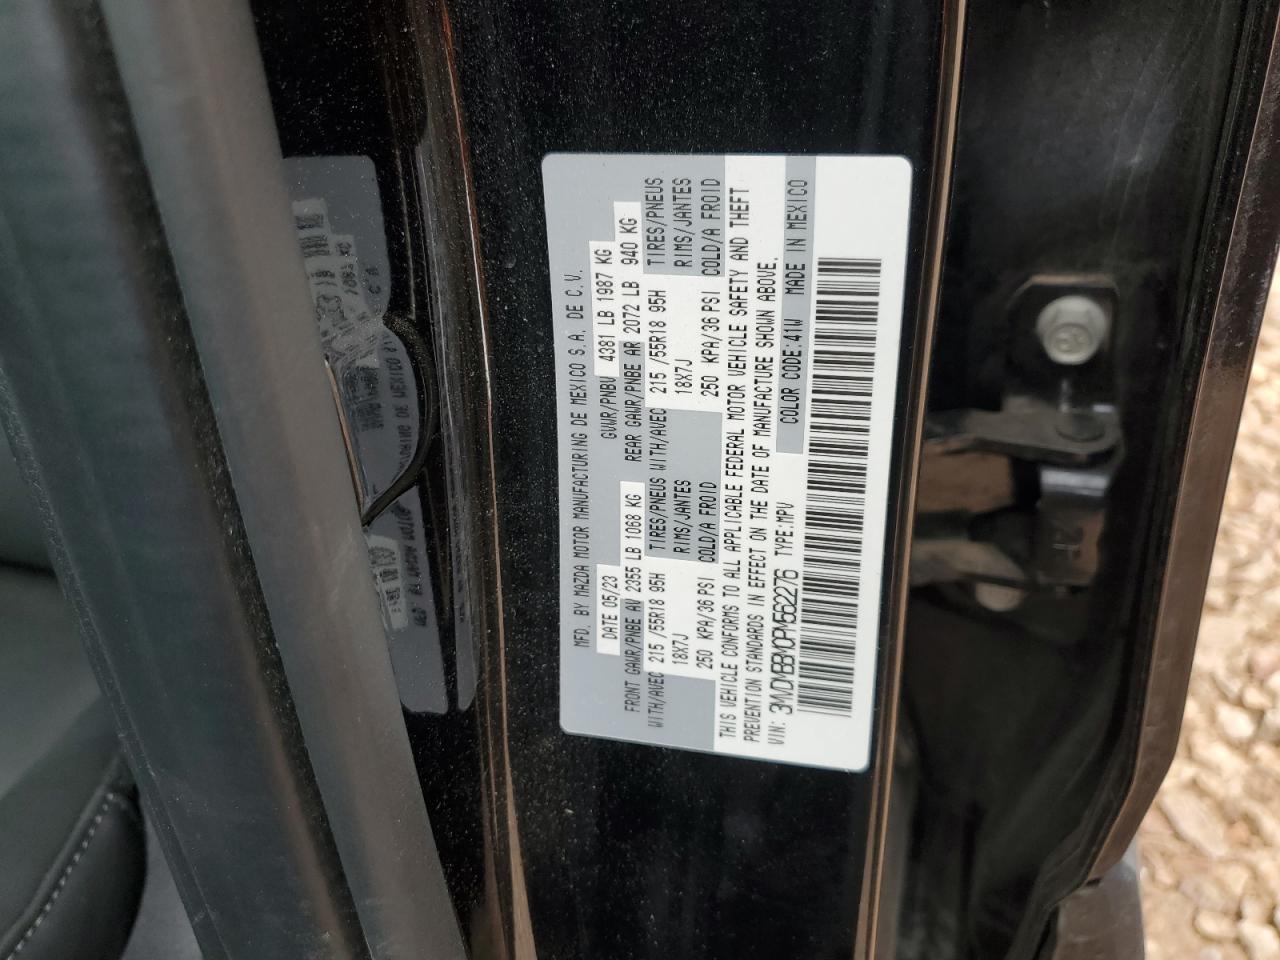 MFD. BY MAZDA MOTOR MANUFACTURING DE MEXICO S.A. DE C.V.
DATE 05/23 GVWR/PNBV 4381 LB 1987 KG
FRONT GAWR/PNBE AV 2355 LB 1068 KG REAR GAWR/PNBE AR 2072 LB 940 KG
WITH/AVEC 215 /55R18 95H TIRES/PNEUS WITH/AVEC 215 /55R18 95H TIRES/PNEUS
18X7J RIMS/JANTES 18X7J RIMS/JANTES
250 KPA/36 PSI COLD/A FROID 250 KPA/36 PSI COLD/A FROID
THIS VEHICLE CONFORMS TO ALL APPLICABLE FEDERAL MOTOR VEHICLE SAFETY AND THEFT
PREVENTION STANDARDS IN EFFECT ON THE DATE OF MANUFACTURE SHOWN ABOVE.
VIN: 3MVDMBBM0PM562276 TYPE:MPV COLOR CODE:41W MADE IN MEXICO